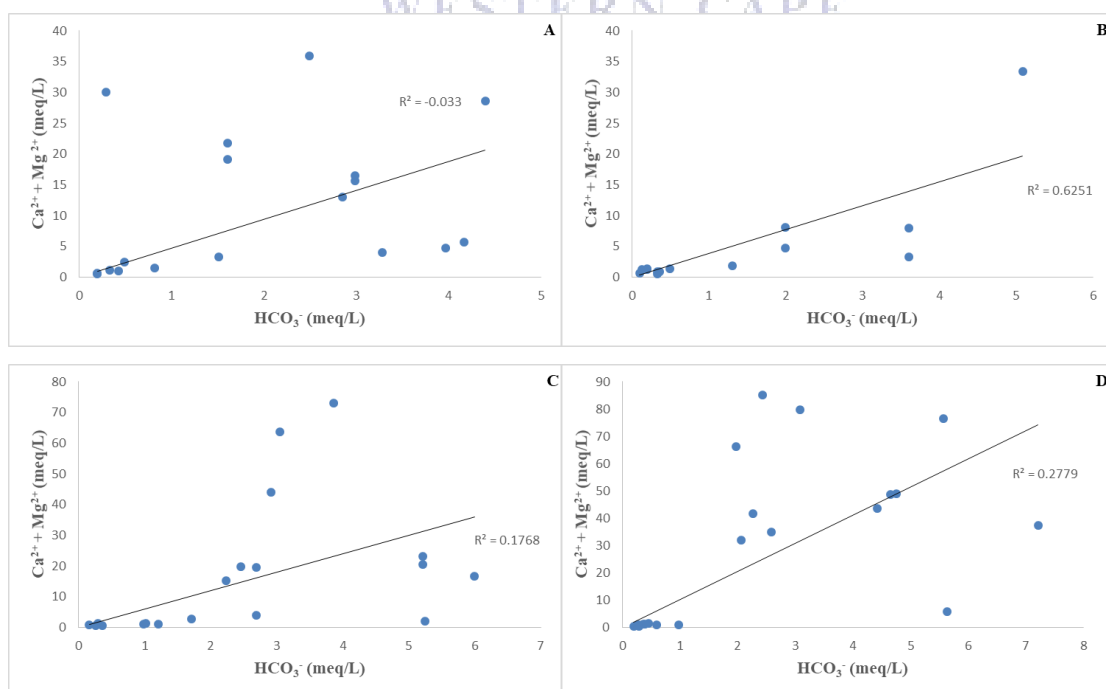 WESTERN CAPE
A
40
35
30
25
20
15
10
5
0
Ca²⁺+ Mg ²⁺ (meq/L)
R² = -0.033
0 1 2 3 4 5
HCO₃⁻ (meq/L)
B
40
35
30
25
20
15
10
5
0
Ca²⁺+ Mg²⁺ (meq/L)
R² = 0.6251
0 1 2 3 4 5 6
HCO₃⁻ (meq/L)
C
80
70
60
50
40
30
20
10
0
Ca²⁺+ Mg²⁺ (meq/L)
R² = 0.1768
0 1 2 3 4 5 6 7
HCO₃⁻ (meq/L)
D
90
80
70
60
50
40
30
20
10
0
Ca²⁺+ Mg²⁺ (meq/L)
R² = 0.2779
0 1 2 3 4 5 6 7 8
HCO₃⁻ (meq/L)